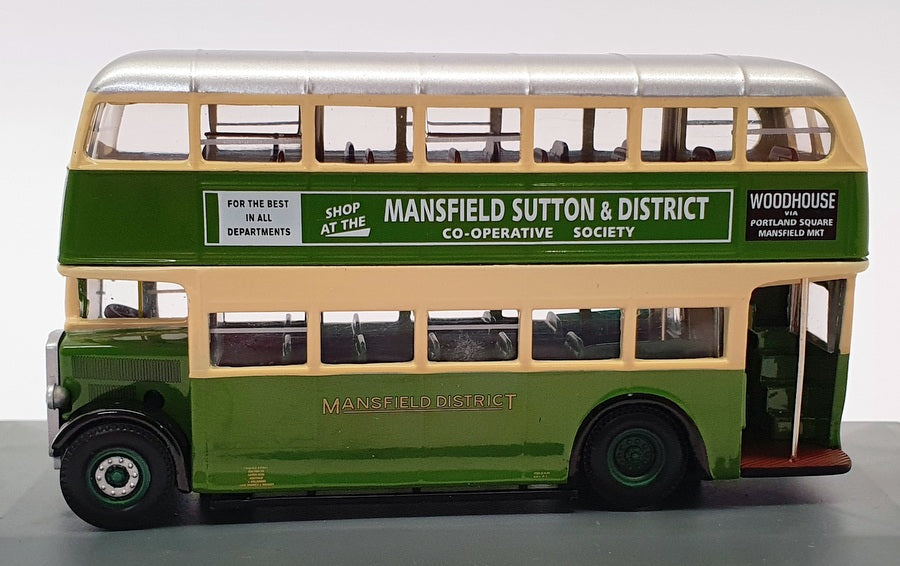 FOR THE BEST
IN ALL
DEPARTMENTS
SHOP
AT THE
MANSFIELD SUTTON & DISTRICT
CO-OPERATIVE SOCIETY
WOODHOUSE
VIA
PORTLAND SQUARE
MANSFIELD MKT
MANSFIELD DISTRICT